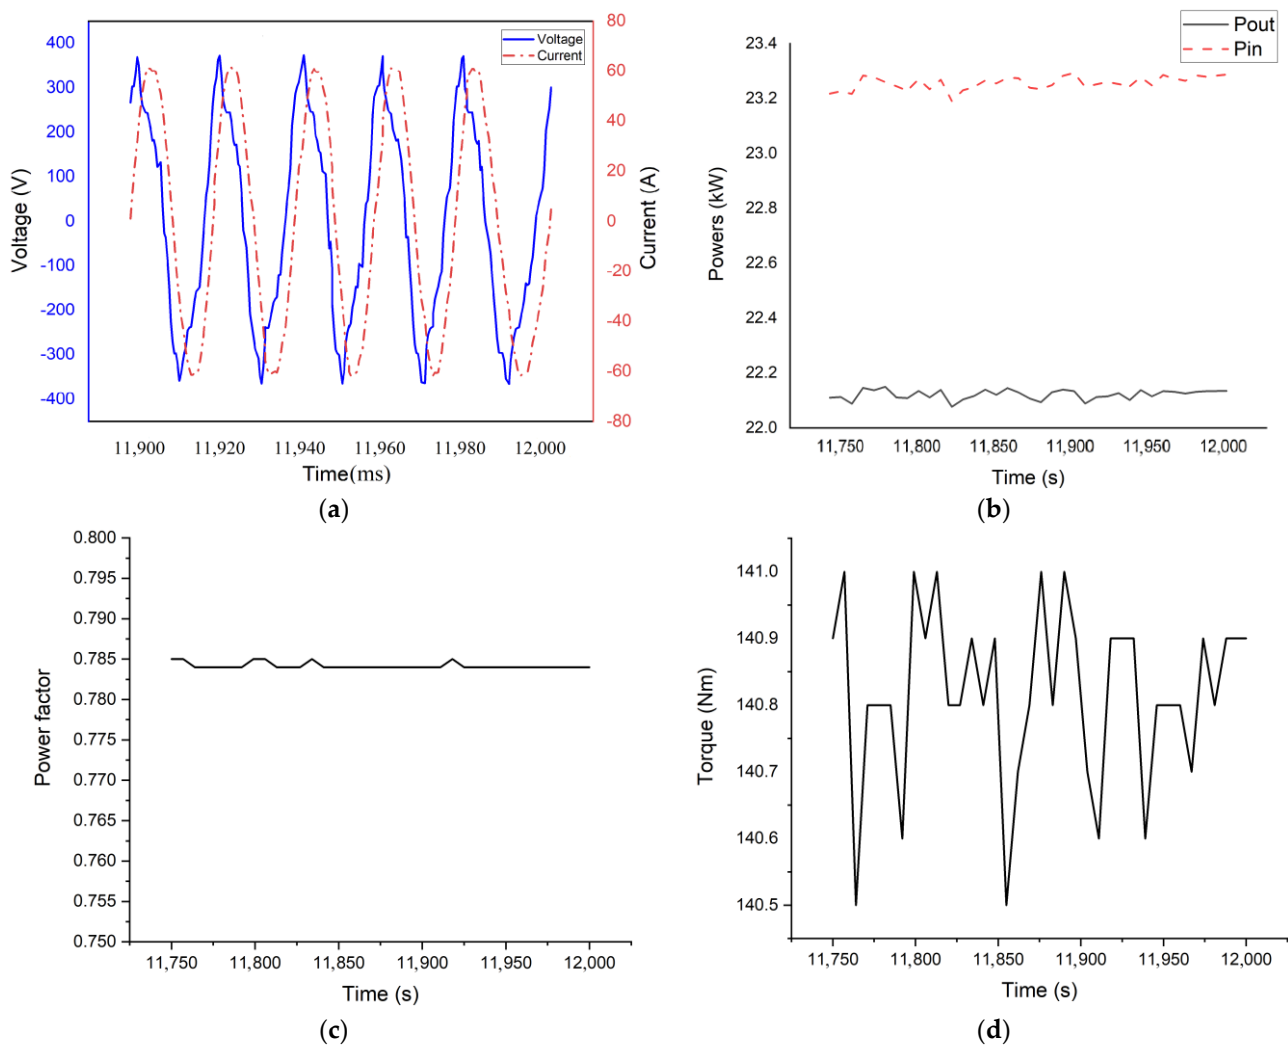 Voltage
Current
Voltage (V)
400
300
200
100
0
-100
-200
-300
-400
80
60
40
20
0
-20
-40
-60
-80
Current (A)
11,900 11,920 11,940 11,960 11,980 12,000
Time(ms)
(a)
Pout
Pin
Powers (kW)
23.4
23.2
23.0
22.8
22.6
22.4
22.2
22.0
11,750 11,800 11,850 11,900 11,950 12,000
Time (s)
(b)
Power factor
0.800
0.795
0.790
0.785
0.780
0.775
0.770
0.765
0.760
0.755
0.750
11,750 11,800 11,850 11,900 11,950 12,000
Time (s)
(c)
Torque (Nm)
141.0
140.9
140.8
140.7
140.6
140.5
11,750 11,800 11,850 11,900 11,950 12,000
Time (s)
(d)